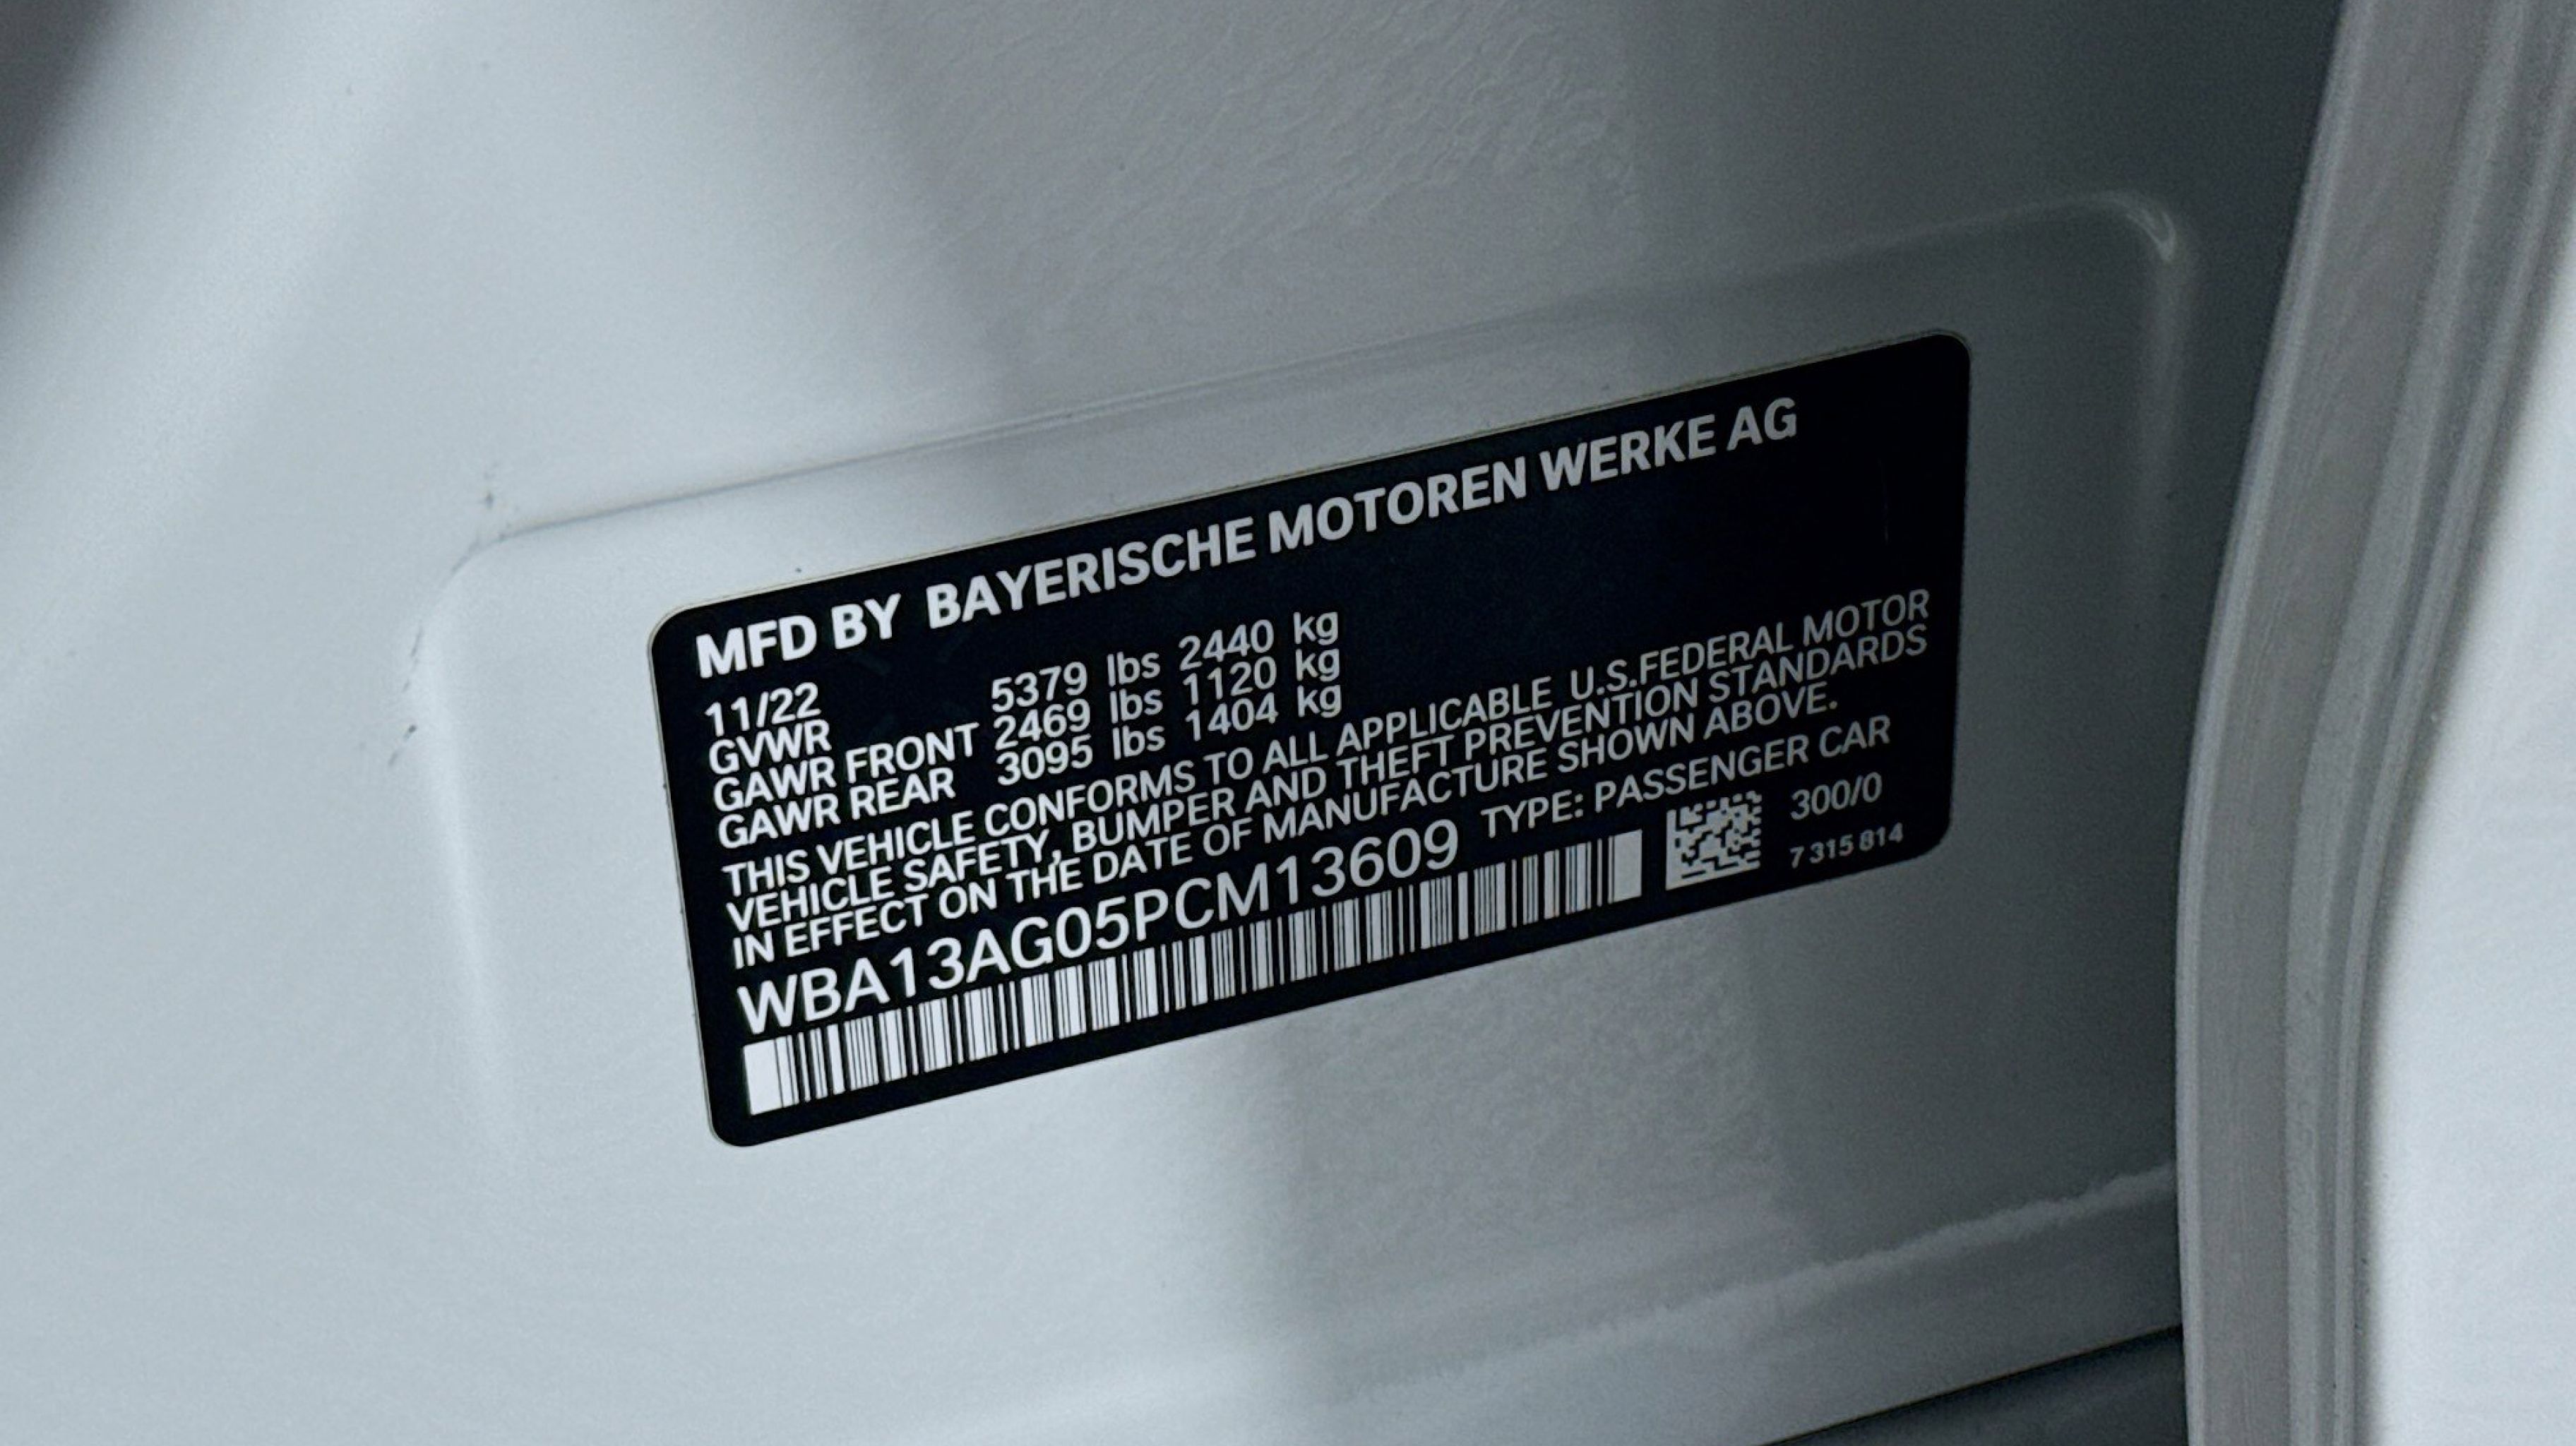 MFD BY BAYERISCHE MOTOREN WERKE AG
11/22
GVWR 5379 lbs 2440 kg
GAWR FRONT 2469 lbs 1120 kg
GAWR REAR 3095 lbs 1404 kg
THIS VEHICLE CONFORMS TO ALL APPLICABLE U.S.FEDERAL MOTOR
VEHICLE SAFETY, BUMPER AND THEFT PREVENTION STANDARDS
IN EFFECT ON THE DATE OF MANUFACTURE SHOWN ABOVE.
WBA13AG05PCM13609 TYPE: PASSENGER CAR
300/0
7 315 814